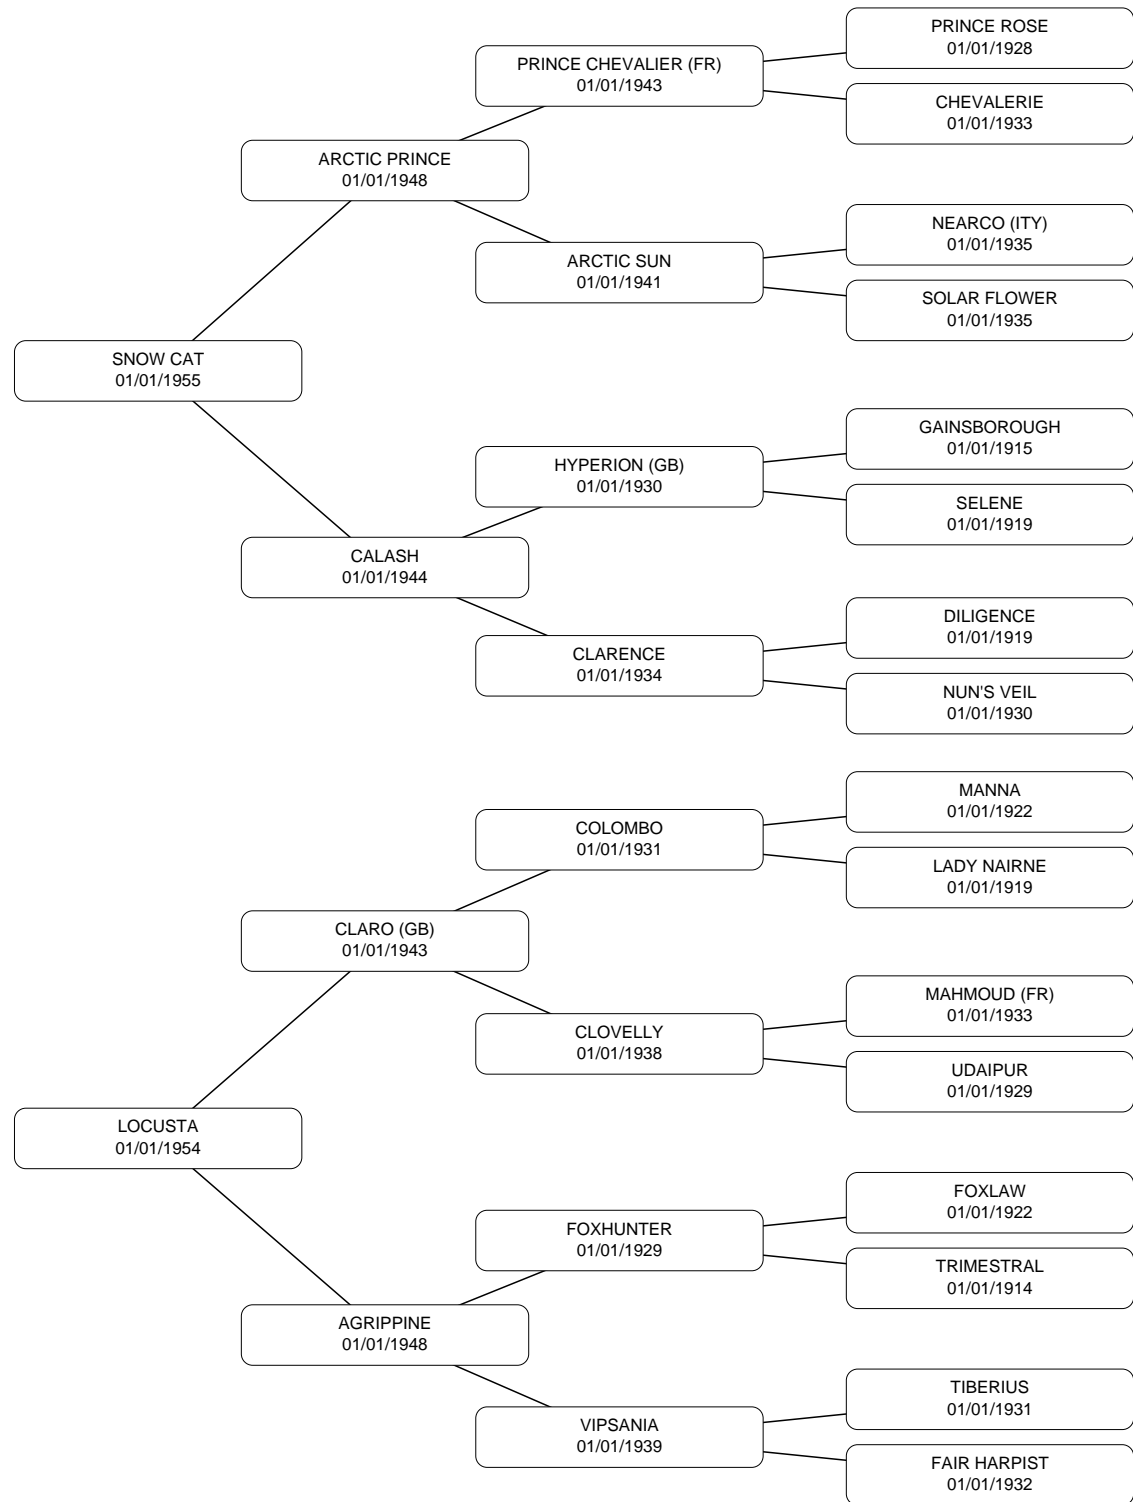 PRINCE ROSE
01/01/1928
PRINCE CHEVALIER (FR)
01/01/1943
CHEVALERIE
01/01/1933
ARCTIC PRINCE
01/01/1948
NEARCO (ITY)
01/01/1935
ARCTIC SUN
01/01/1941
SOLAR FLOWER
01/01/1935
SNOW CAT
01/01/1955
GAINSBOROUGH
01/01/1915
HYPERION (GB)
01/01/1930
SELENE
01/01/1919
CALASH
01/01/1944
DILIGENCE
01/01/1919
CLARENCE
01/01/1934
NUN'S VEIL
01/01/1930
MANNA
01/01/1922
COLOMBO
01/01/1931
LADY NAIRNE
01/01/1919
CLARO (GB)
01/01/1943
MAHMOUD (FR)
01/01/1933
CLOVELLY
01/01/1938
UDAIPUR
01/01/1929
LOCUSTA
01/01/1954
FOXLAW
01/01/1922
FOXHUNTER
01/01/1929
TRIMESTRAL
01/01/1914
AGRIPPINE
01/01/1948
TIBERIUS
01/01/1931
VIPSANIA
01/01/1939
FAIR HARPIST
01/01/1932